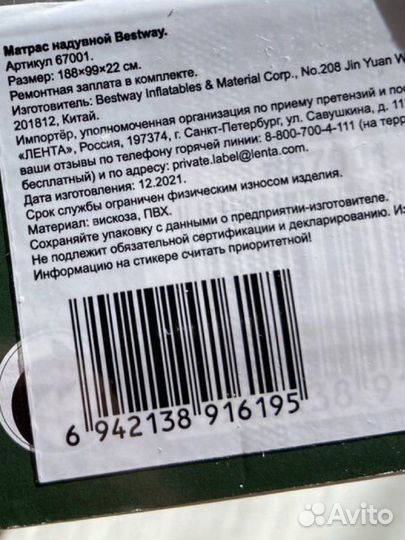 Матрас надувной Bestway.
Артикул 67001.
Размер: 188×99×22 см.
Ремонтная заплата в комплекте.
Изготовитель: Bestway Inflatables & Material Corp., No.208 Jin Yuan
201812, Китай.
Импортёр, уполномоченная организация по приему претензий и
«ЛЕНТА», Россия, 197374, г. Санкт-Петербург, ул. Савушкина, д.
ваши отзывы по телефону горячей линии: 8-800-700-4-111 (на
бесплатный) и по адресу: private.label@lenta.com.
Дата изготовления: 12.2021.
Срок службы ограничен физическим износом изделия.
Материал: вискоза, ПВХ.
Сохраняйте упаковку с данными о предприятии-изготовителе.
Не подлежит обязательной сертификации и декларированию.
Информацию на стикере считать приоритетной!
6 942138 916195
Avito